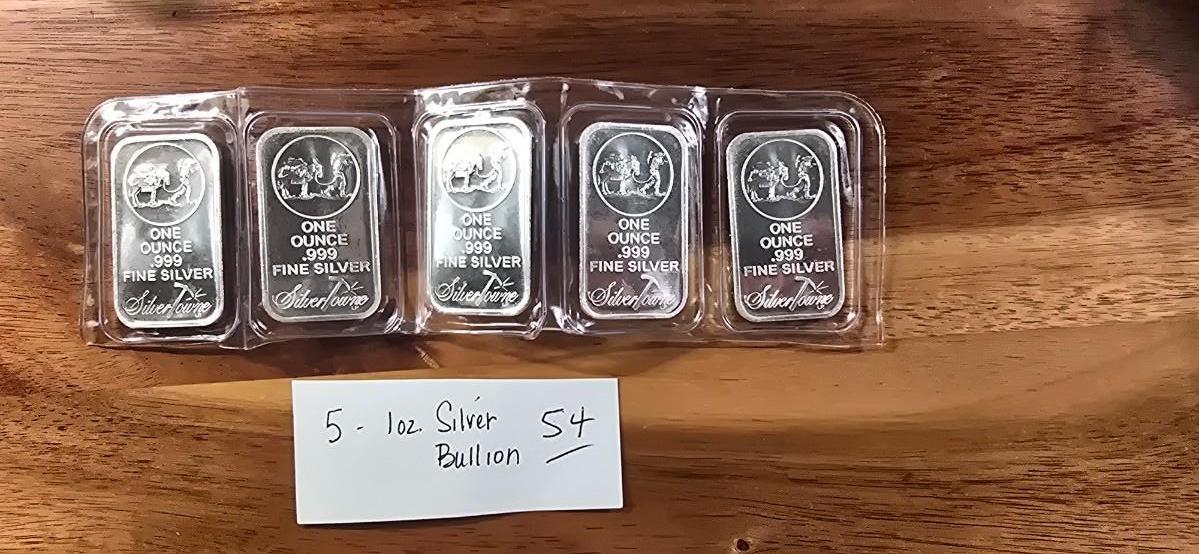 ONE
OUNCE
.999
FINE SILVER
SilverTowne
ONE
OUNCE
.999
FINE SILVER
SilverTowne
ONE
OUNCE
.999
FINE SILVER
SilverTowne
ONE
OUNCE
.999
FINE SILVER
SilverTowne
ONE
OUNCE
.999
FINE SILVER
SilverTowne
5 - 1oz. Silver 54
Bullion